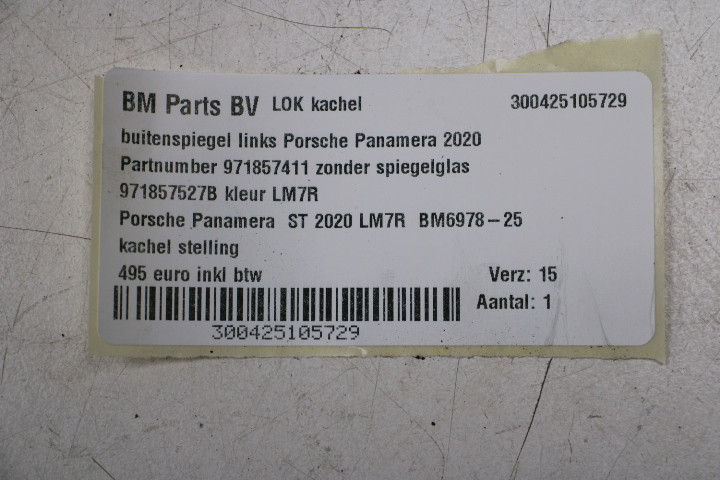 BM Parts BV LOK kachel 300425105729
buitenspiegel links Porsche Panamera 2020
Partnumber 971857411 zonder spiegelglas
971857527B kleur LM7R
Porsche Panamera ST 2020 LM7R BM6978-25
kachel stelling
495 euro inkl btw Verz: 15
Aantal: 1
300425105729